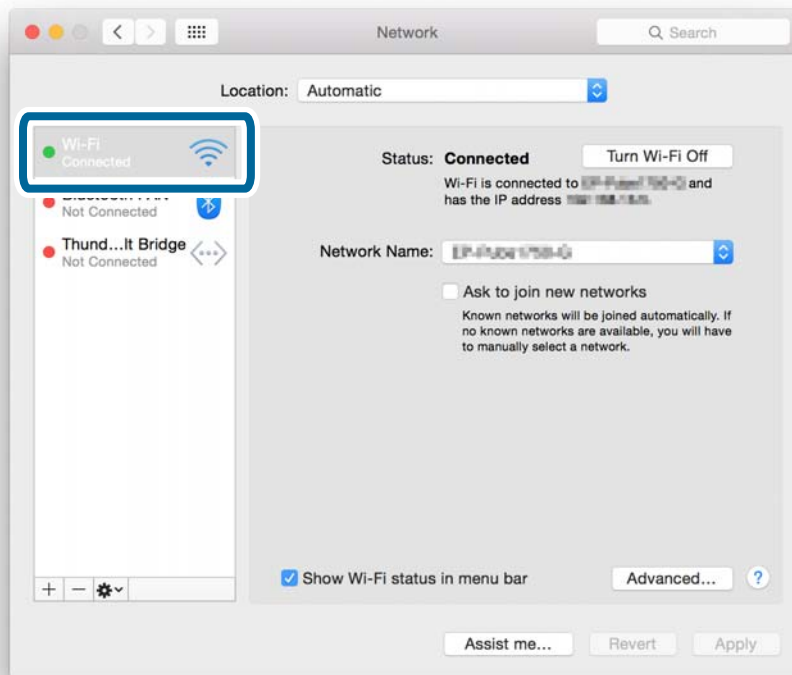 Network
Search
Location: Automatic
Wi-Fi
Connected
Not Connected
Thund…lt Bridge
Not Connected
Status: Connected
Turn Wi-Fi Off
Wi-Fi is connected to and
has the IP address
Network Name:
Ask to join new networks
Known networks will be joined automatically. If
no known networks are available, you will have
to manually select a network.
Show Wi-Fi status in menu bar
Advanced...
?
Assist me...
Revert
Apply